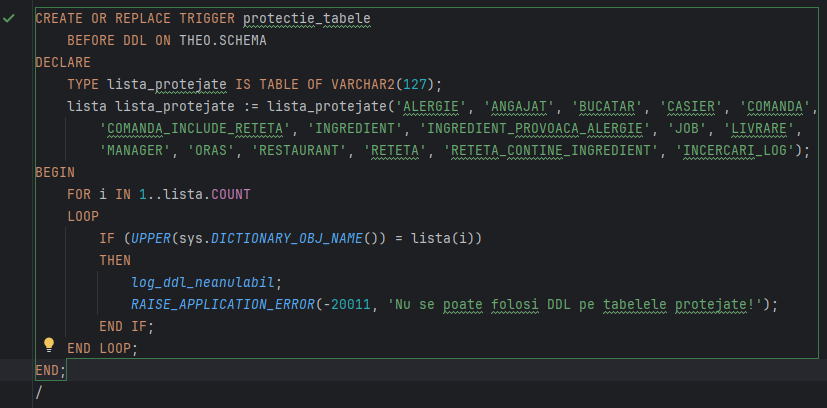 CREATE OR REPLACE TRIGGER protectie_tabele
    BEFORE DDL ON THEO.SCHEMA
DECLARE
    TYPE lista_protejate IS TABLE OF VARCHAR2(127);
    lista lista_protejate := lista_protejate('ALERGIE', 'ANGAJAT', 'BUCATAR', 'CASIER', 'COMANDA',
        'COMANDA_INCLUDE_RETETA', 'INGREDIENT', 'INGREDIENT_PROVOACA_ALERGIE', 'JOB', 'LIVRARE',
        'MANAGER', 'ORAS', 'RESTAURANT', 'RETETA', 'RETETA_CONTINE_INGREDIENT', 'INCERCARI_LOG');
BEGIN
    FOR i IN 1..lista.COUNT
    LOOP
        IF (UPPER(sys.DICTIONARY_OBJ_NAME()) = lista(i))
        THEN
            log_ddl_neanulabil;
            RAISE_APPLICATION_ERROR(-20011, 'Nu se poate folosi DDL pe tabelele protejate!');
        END IF;
    END LOOP;
END;
/